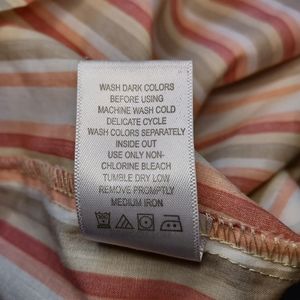 WASH DARK COLORS
BEFORE USING
MACHINE WASH COLD
DELICATE CYCLE
WASH COLORS SEPARATELY
INSIDE OUT
USE ONLY NON-
CHLORINE BLEACH
TUMBLE DRY LOW
REMOVE PROMPTLY
MEDIUM IRON